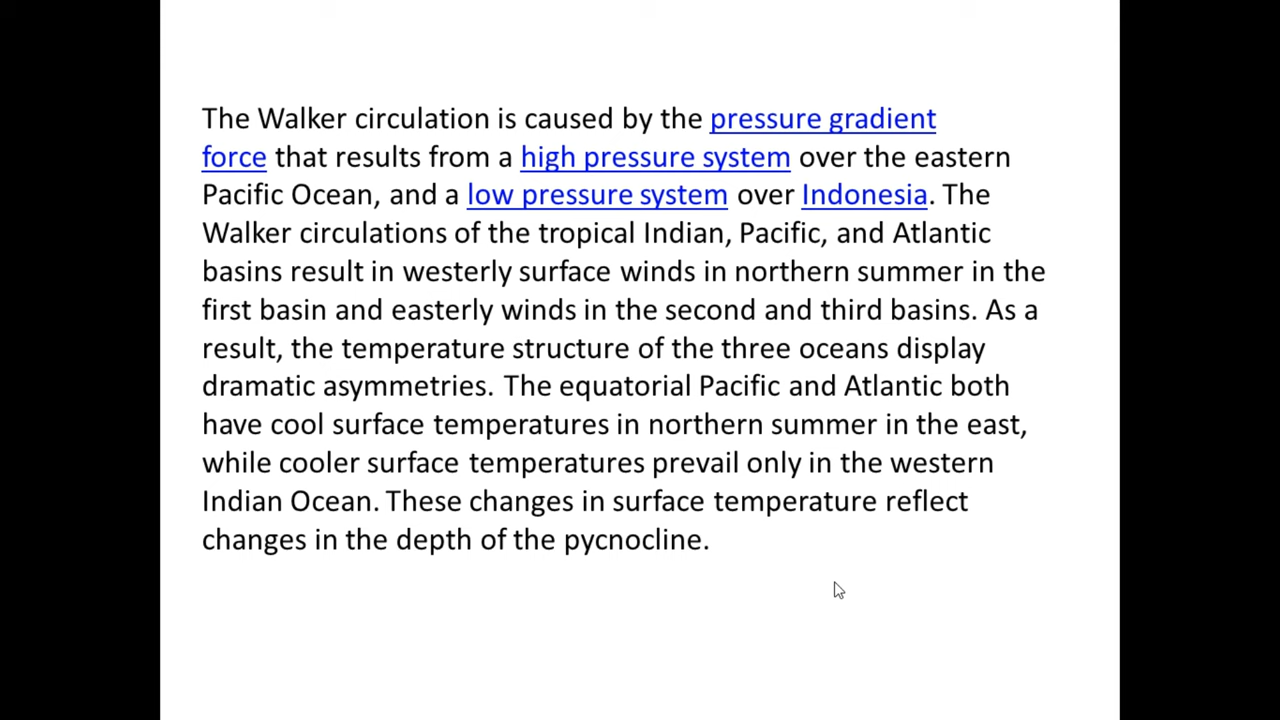 The Walker circulation is caused by the pressure gradient
force that results from a high pressure system over the eastern
Pacific Ocean, and a low pressure system over Indonesia. The
Walker circulations of the tropical Indian, Pacific, and Atlantic
basins result in westerly surface winds in northern summer in the
first basin and easterly winds in the second and third basins. As a
result, the temperature structure of the three oceans display
dramatic asymmetries. The equatorial Pacific and Atlantic both
have cool surface temperatures in northern summer in the east,
while cooler surface temperatures prevail only in the western
Indian Ocean. These changes in surface temperature reflect
changes in the depth of the pycnocline.